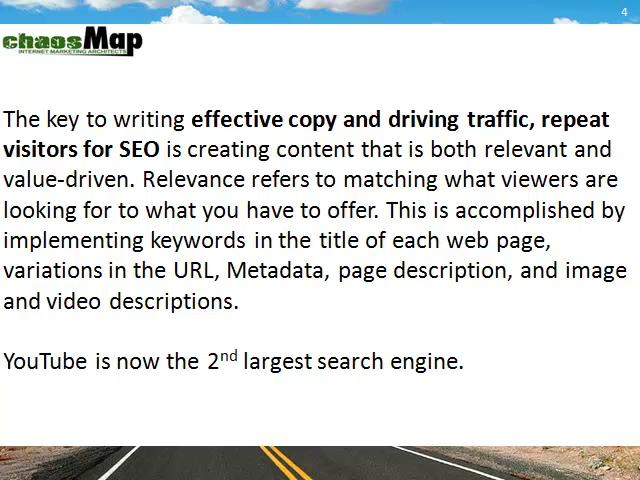 4
chaosMap
INTERNET MARKETING ARCHITECTS
The key to writing effective copy and driving traffic, repeat
visitors for SEO is creating content that is both relevant and
value-driven. Relevance refers to matching what viewers are
looking for to what you have to offer. This is accomplished by
implementing keywords in the title of each web page,
variations in the URL, Metadata, page description, and image
and video descriptions.
YouTube is now the 2nd largest search engine.